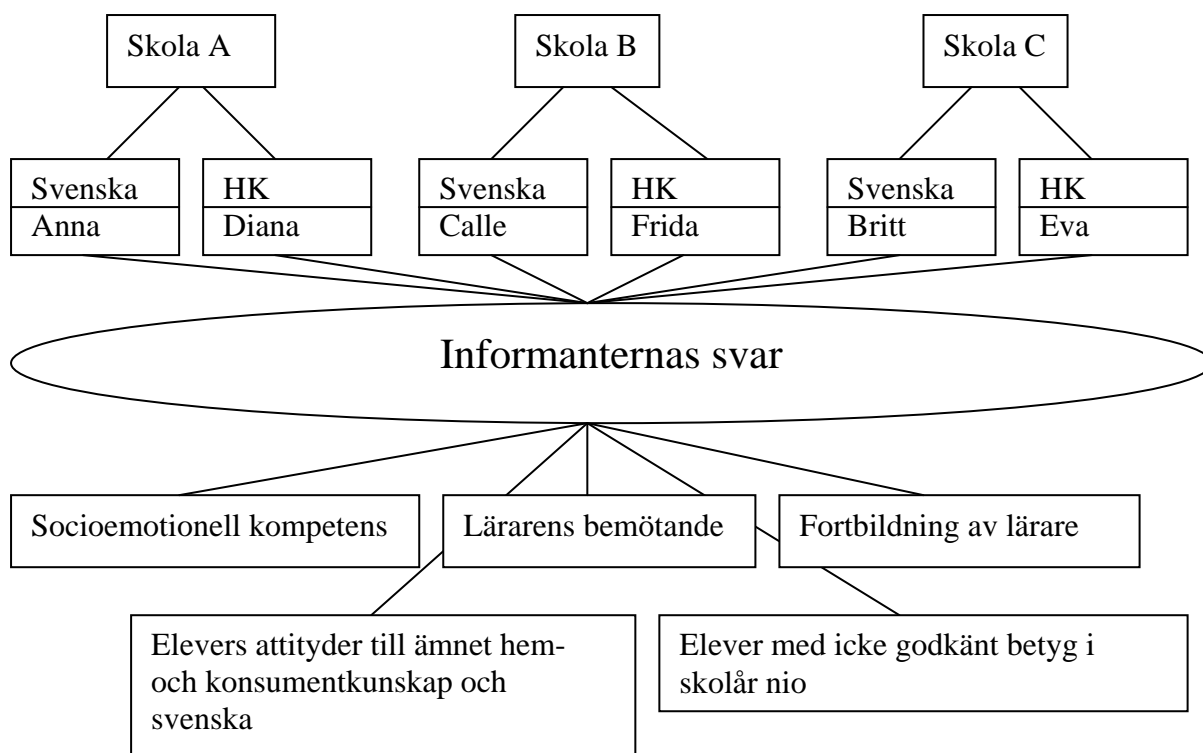 Skola A
Skola B
Skola C
Svenska
Anna
HK
Diana
Svenska
Calle
HK
Frida
Svenska
Britt
HK
Eva
Informanternas svar
Socioemotionell kompetens
Lärarens bemötande
Fortbildning av lärare
Elevers attityder till ämnet hem-
och konsumentkunskap och
svenska
Elever med icke godkänt betyg i
skolår nio